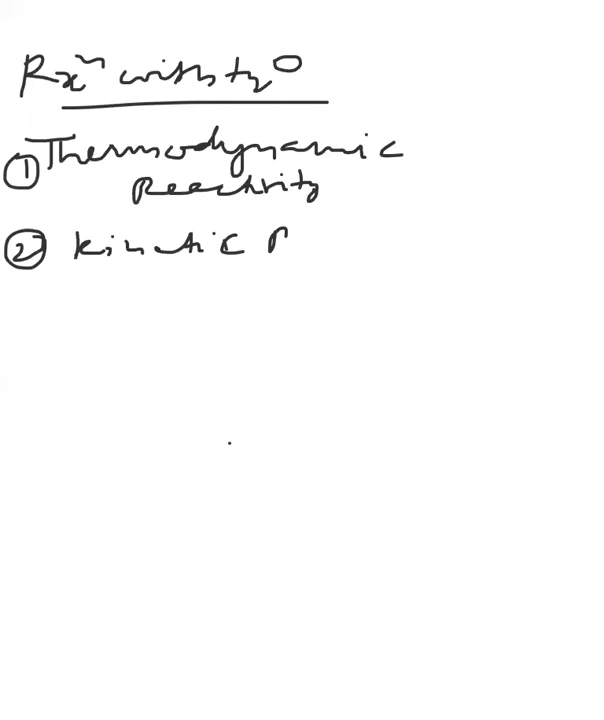 Rxⁿ with H₂O
① Thermodynamic
Reactivity
② Kinetic